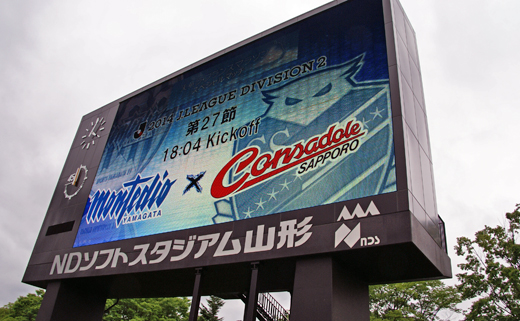 2014 J.LEAGUE DIVISION 2
第27節
18:04 Kickoff
montedio
YAMAGATA
×
Consadole
SAPPORO
NDソフトスタジアム山形
NDS